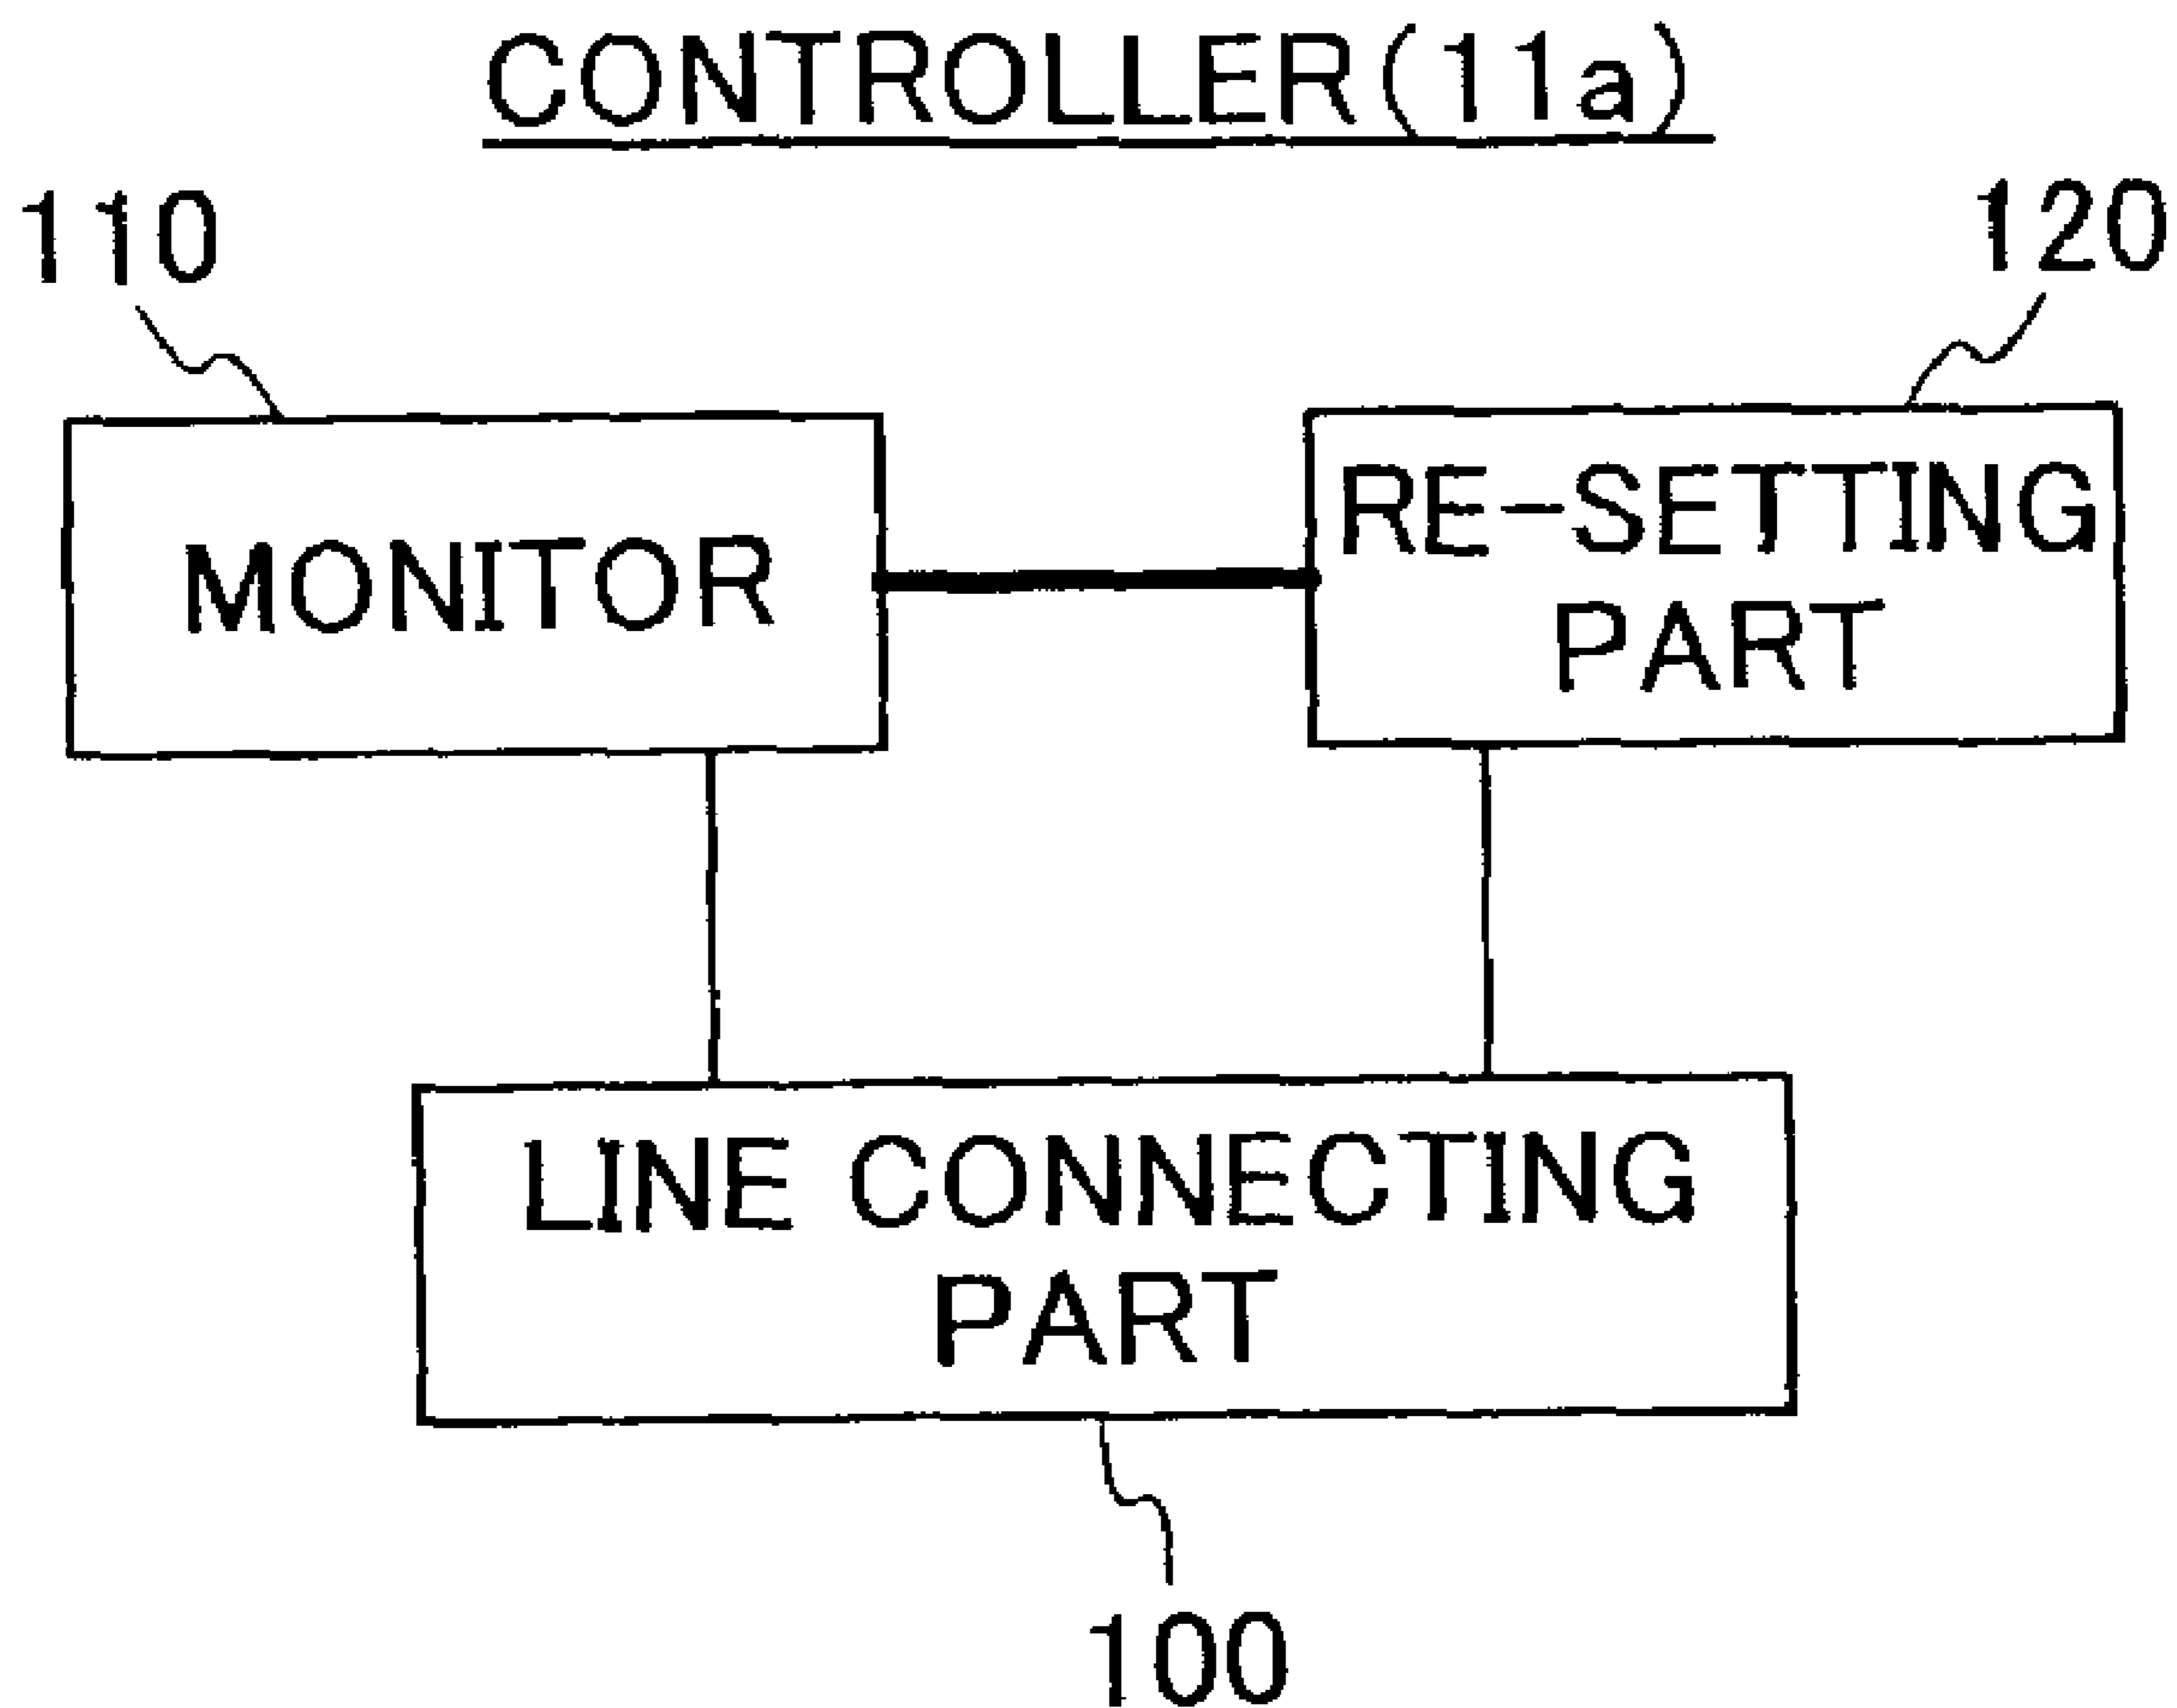 CONTROLLER(11a)
110
120
MONITOR
RE-SETTING
PART
LINE CONNECTING
PART
100